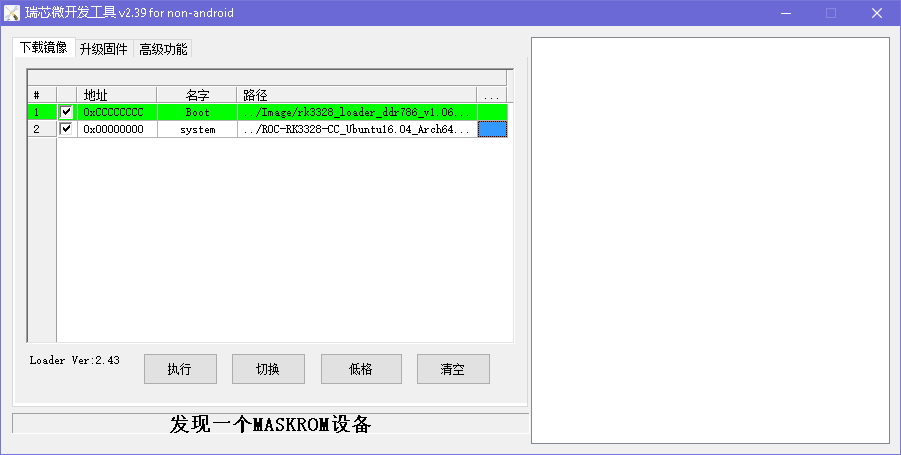 瑞芯微开发工具 v2.39 for non-android
下载镜像 升级固件 高级功能
# 地址 名字 路径 ...
1 0xCCCCCCCC Boot ../Image/rk3328_loader_ddr786_v1.06...
2 0x00000000 system ../ROC-RK3328-CC_Ubuntu16.04_Arch64...
Loader Ver:2.43 执行 切换 低格 清空
发现一个MASKROM设备